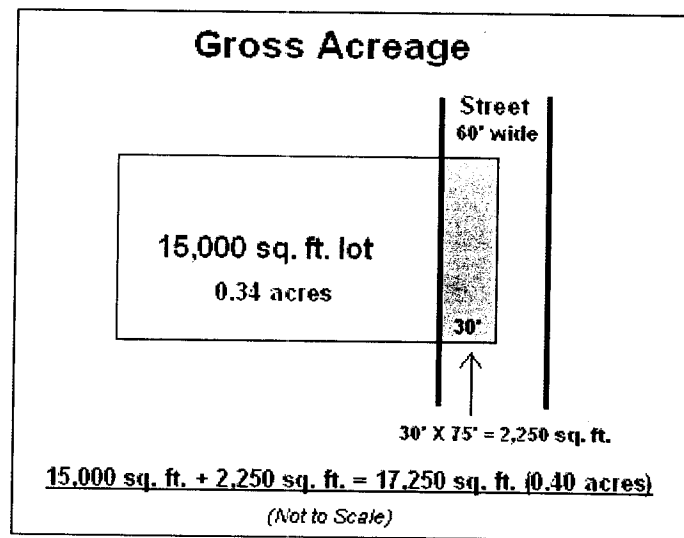 Gross Acreage
Street
60' wide
15,000 sq. ft. lot
0.34 acres
30'
30' X 75' = 2,250 sq. ft.
15,000 sq. ft. + 2,250 sq. ft. = 17,250 sq. ft. (0.40 acres)
(Not to Scale)